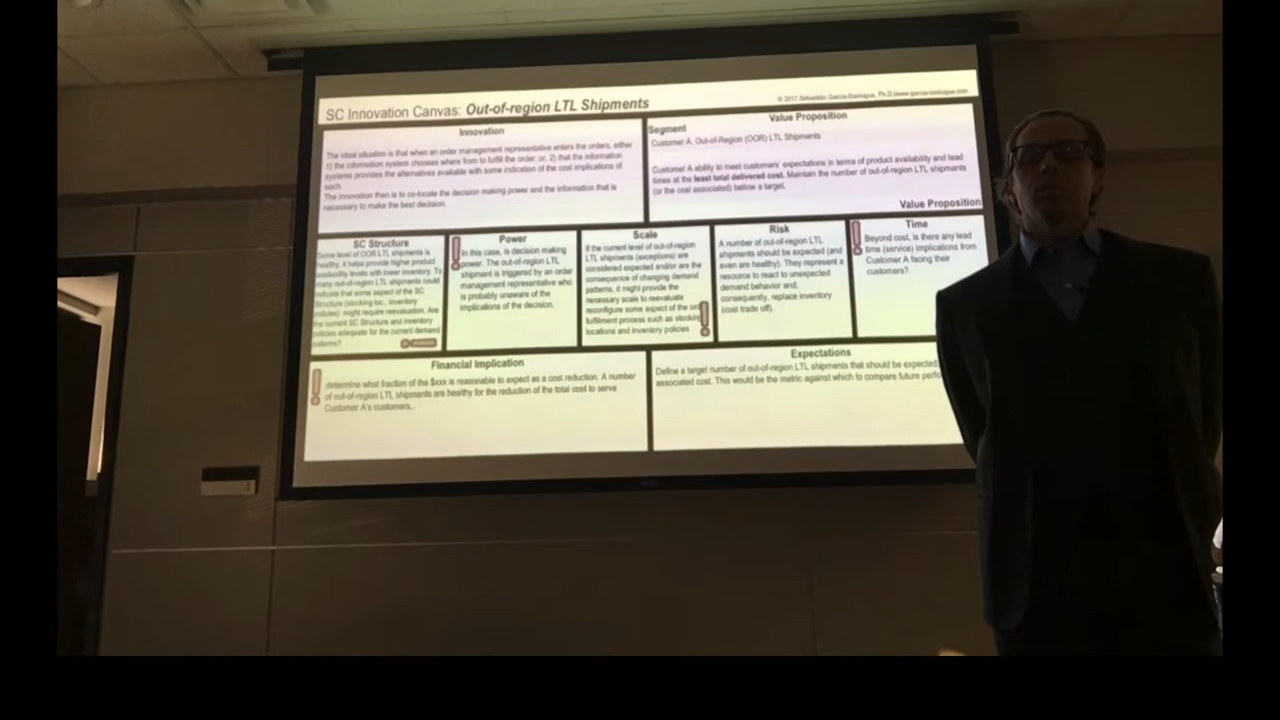 SC Innovation Canvas: Out-of-region LTL Shipments
© 2017 Sebastián García-Dastugue, Ph.D (www.garcia-dastugue.com
Innovation
The ideal situation is that when an order management representative enters the orders, either
1) the information system chooses where from to fulfill the order; or, 2) that the information
systems provides the alternatives available with some indication of the cost implications of
each.
The innovation then is to co-locate the decision making power and the information that is
necessary to make the best decision.
Value Proposition
Segment
Customer A. Out-of-Region (OOR) LTL Shipments
Customer A ability to meet customers' expectations in terms of product availability and lead
times at the least total delivered cost. Maintain the number of out-of-region LTL shipments
(or the cost associated) bellow a target.
Value Proposition
SC Structure
Some level of OOR LTL shipments is
healthy, it helps provide higher product
availability levels with lower inventory. To
many out-of-region LTL shipments could
indicate that some aspect of the SC
Structure (stocking loc., inventory
policies) might require reevaluation. Are
the current SC Structure and inventory
policies adequate for the current demand
patterns?
Power
In this case, is decision making
power. The out-of-region LTL
shipment is triggered by an order
management representative who
is probably unaware of the
implications of the decision.
Scale
If the current level of out-of-region
LTL shipments (exceptions) are
considered expected and/or are the
consequence of changing demand
patterns, it might provide the
necessary scale to reevaluate
reconfigure some aspect of the ord
fulfillment process such as stocking
locations and inventory policies
Risk
A number of out-of-region LTL
shipments should be expected (and
even are healthy). They represent a
resource to react to unexpected
demand behavior and,
consequently, replace inventory
(cost trade off).
Time
Beyond cost, is there any lead
time (service) implications from
Customer A facing their
customers?
Financial Implication
determine what fraction of the $xxx is reasonable to expect as a cost reduction. A number
of out-of-region LTL shipments are healthy for the reduction of the total cost to serve
Customer A's customers.
Expectations
Define a target number of out-of-region LTL shipments that should be expected,
associated cost. This would be the metric against which to compare future perfo